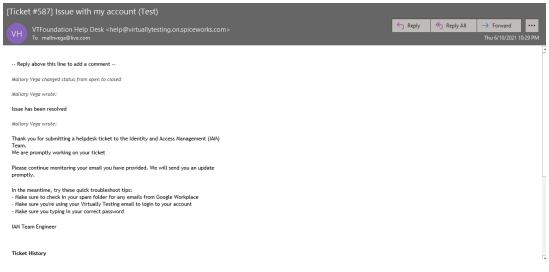 [Ticket #587] Issue with my account (Test)
VH
VTFoundation Help Desk <help@virtuallytesting.on.spiceworks.com>
To mallmvega@live.com
Reply
Reply All
Forward
Thu 6/10/2021 10:29 PM
-- Reply above this line to add a comment --
Mallory Vega changed status from open to closed
Mallory Vega wrote:
Issue has been resolved
Mallory Vega wrote:
Thank you for submitting a helpdesk ticket to the Identity and Access Management (IAM)
Team.
We are promptly working on your ticket
Please continue monitoring your email you have provided. We will send you an update
promptly.
In the meantime, try these quick troubleshoot tips:
- Make sure to check in your spam folder for any emails from Google Workplace
- Make sure you're using your Virtually Testing email to login to your account
- Make sure you typing in your correct password
IAM Team Engineer
Ticket History